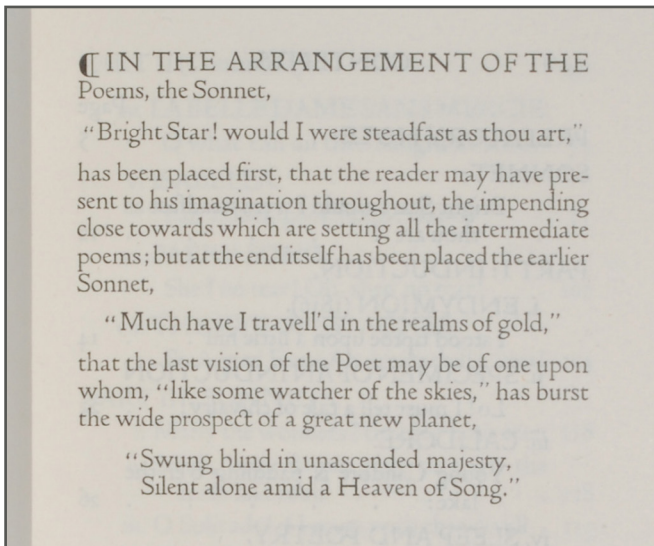 ¶ IN THE ARRANGEMENT OF THE
Poems, the Sonnet,
“Bright Star! would I were steadfast as thou art,”
has been placed first, that the reader may have pre-
sent to his imagination throughout, the impending
close towards which are setting all the intermediate
poems; but at the end itself has been placed the earlier
Sonnet,
“Much have I travell'd in the realms of gold,”
that the last vision of the Poet may be of one upon
whom, “like some watcher of the skies,” has burst
the wide prospect of a great new planet,
“Swung blind in unascended majesty,
Silent alone amid a Heaven of Song.”